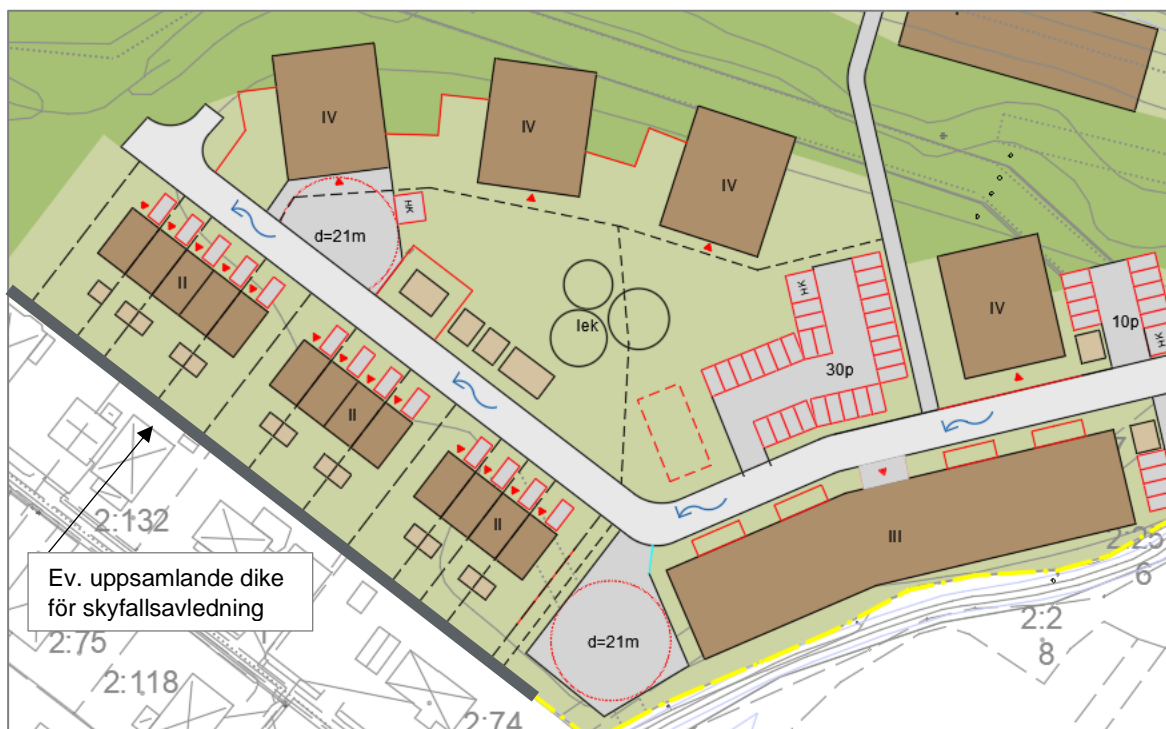 IV
IV
IV
HK
d=21m
II
HK
lek
30p
IV
10p
HK
II
II
III
2:132
Ev. uppsamlande dike
för skyfallsavledning
2:75
2:118
2:74
d=21m
2:25
6
2:2
8